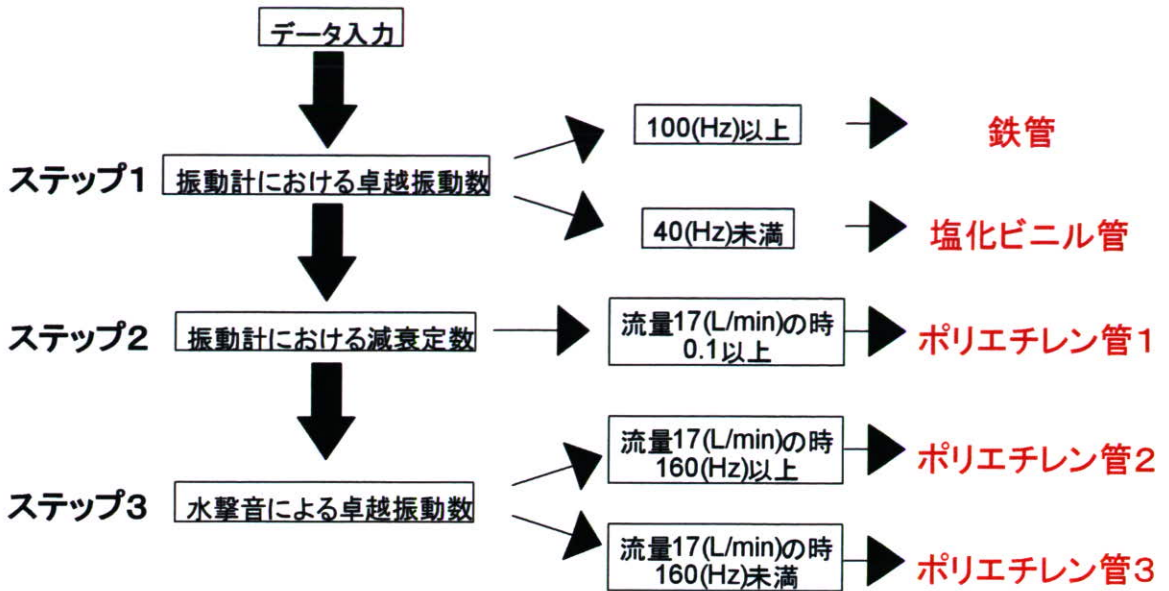 データ入力
100(Hz)以上
鉄管
ステップ1
振動計における卓越振動数
40(Hz)未満
塩化ビニル管
ステップ2
振動計における減衰定数
流量17(L/min)の時
0.1以上
ポリエチレン管1
流量17(L/min)の時
160(Hz)以上
ポリエチレン管2
ステップ3
水撃音による卓越振動数
流量17(L/min)の時
160(Hz)未満
ポリエチレン管3